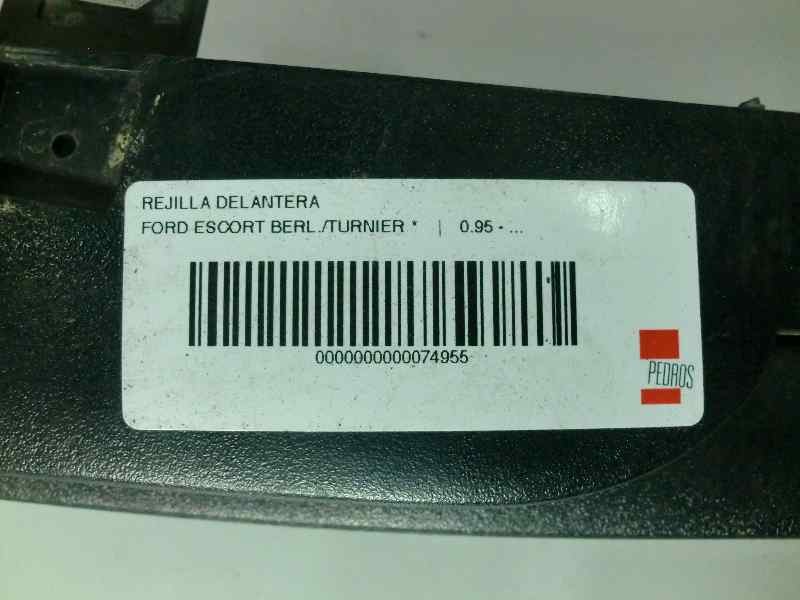 REJILLA DELANTERA
FORD ESCORT BERL./TURNIER * | 0.95 - ...
0000000000074955
PEDROS